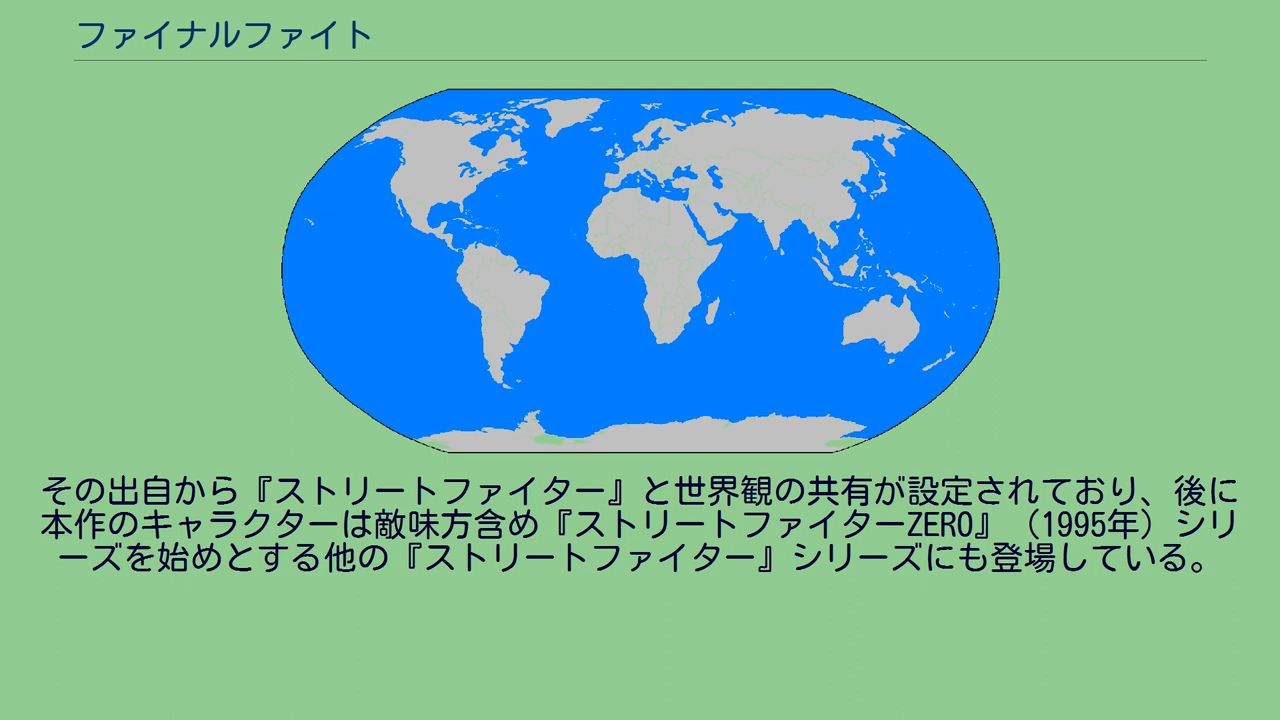 ファイナルファイト
その出自から『ストリートファイター』と世界観の共有が設定されており、後に
本作のキャラクターは敵味方含め『ストリートファイターZERO』（1995年）シリ
ーズを始めとする他の『ストリートファイター』シリーズにも登場している。